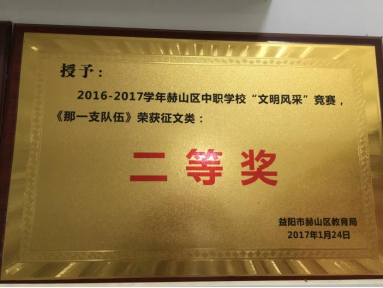 授予：
2016-2017学年赫山区中职学校“文明风采”竞赛，
《那一支队伍》荣获征文类：
二等奖
益阳市赫山区教育局
2017年1月24日